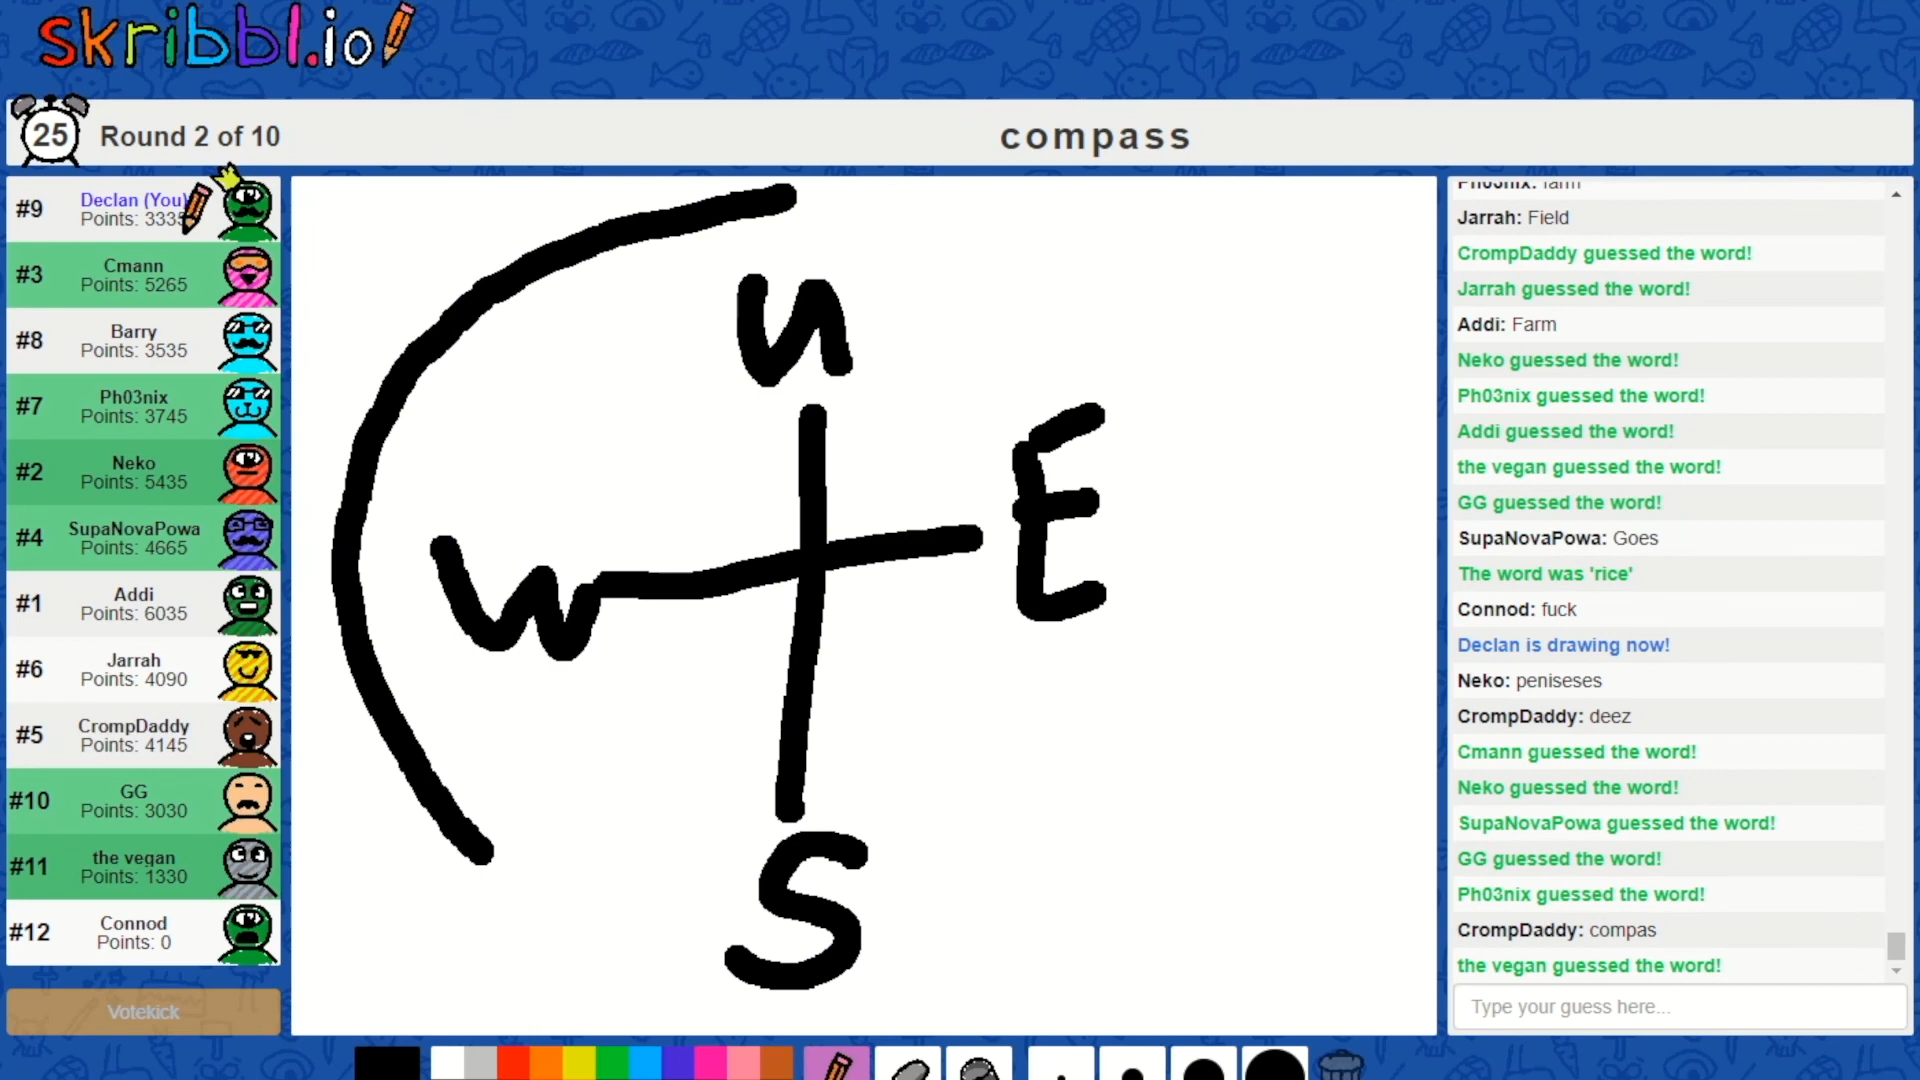 skribbl.io
25
Round 2 of 10
compass
#9
Declan (You)
Points: 3335
#3
Cmann
Points: 5265
#8
Barry
Points: 3535
#7
Ph03nix
Points: 3745
#2
Neko
Points: 5435
#4
SupaNovaPowa
Points: 4665
#1
Addi
Points: 6035
#6
Jarrah
Points: 4090
#5
CrompDaddy
Points: 4145
#10
GG
Points: 3030
#11
the vegan
Points: 1330
#12
Connod
Points: 0
Votekick
N
E
W
S
Ph03nix: farm
Jarrah: Field
CrompDaddy guessed the word!
Jarrah guessed the word!
Addi: Farm
Neko guessed the word!
Ph03nix guessed the word!
Addi guessed the word!
the vegan guessed the word!
GG guessed the word!
SupaNovaPowa: Goes
The word was 'rice'
Connod: fuck
Declan is drawing now!
Neko: peniseses
CrompDaddy: deez
Cmann guessed the word!
Neko guessed the word!
SupaNovaPowa guessed the word!
GG guessed the word!
Ph03nix guessed the word!
CrompDaddy: compas
the vegan guessed the word!
Type your guess here...